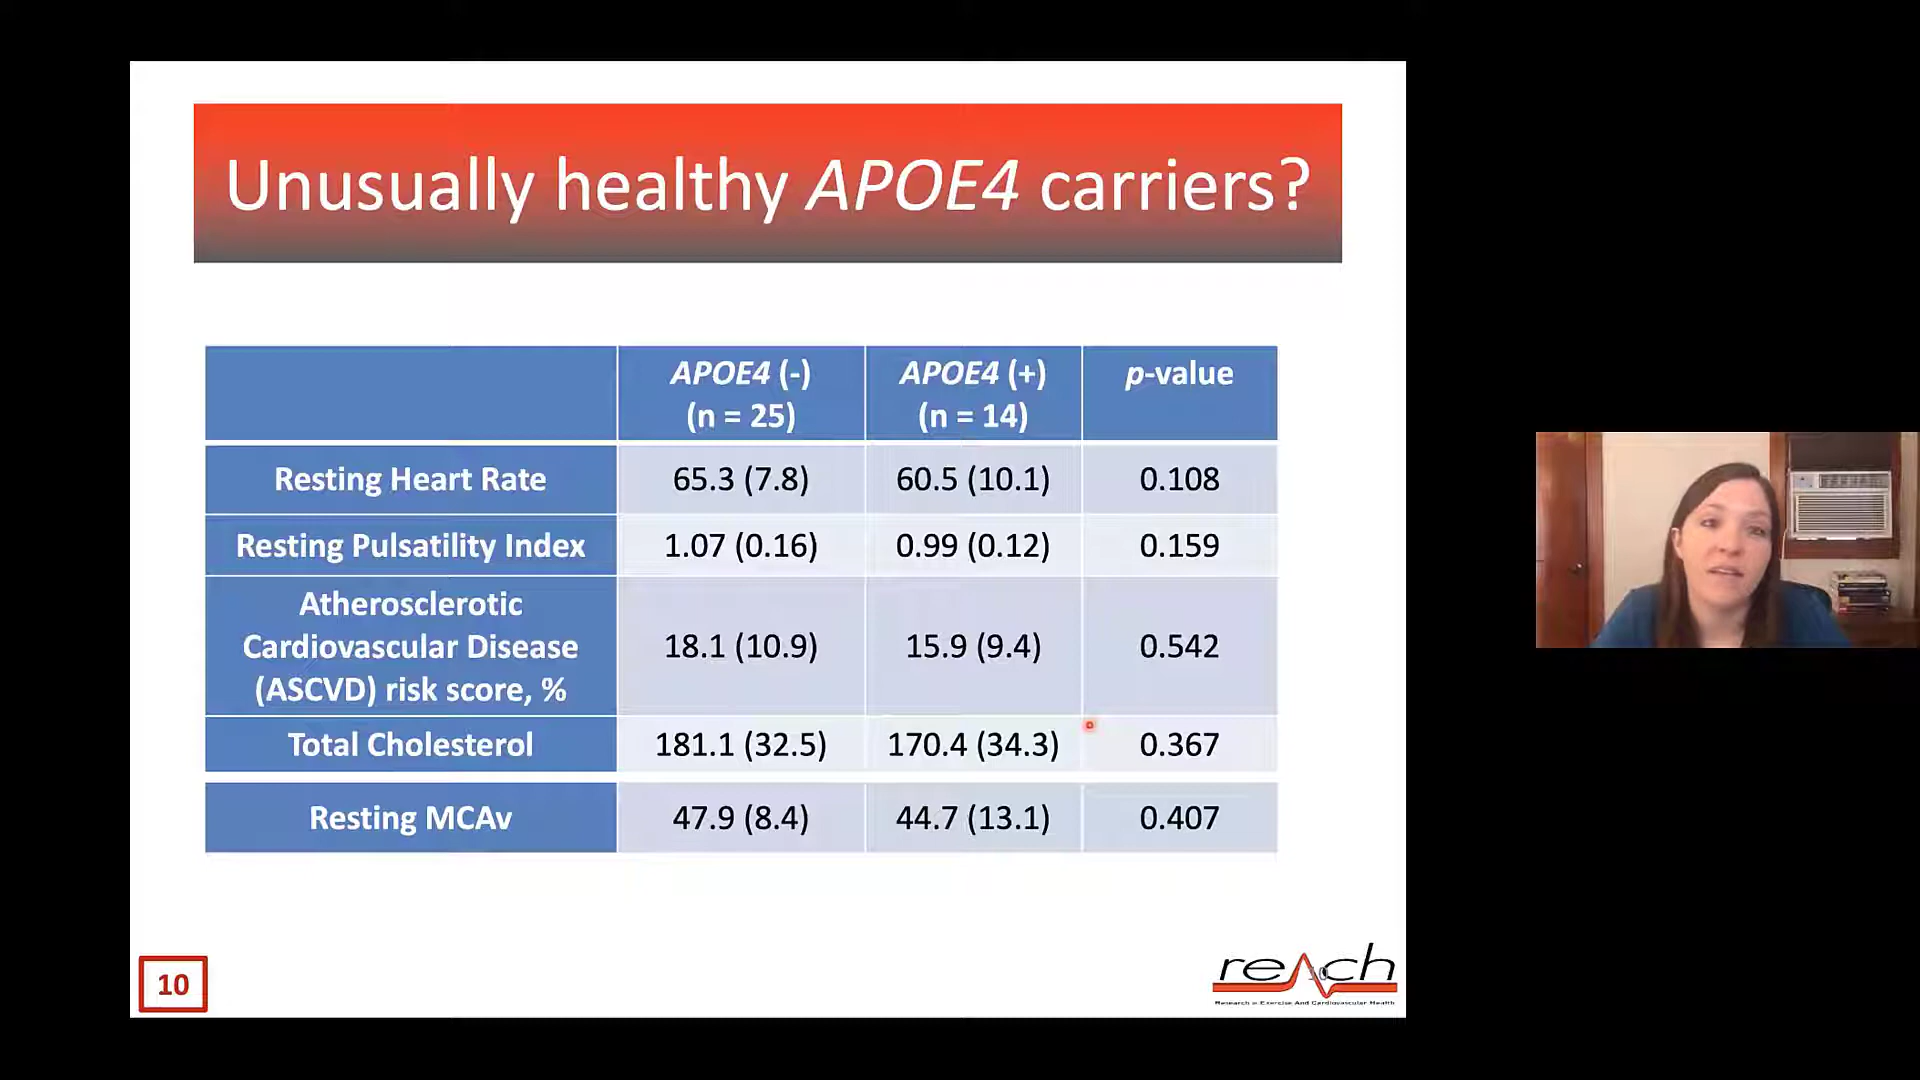 Unusually healthy APOE4 carriers?
APOE4 (-)
(n = 25)
APOE4 (+)
(n = 14)
p-value
Resting Heart Rate
65.3 (7.8)
60.5 (10.1)
0.108
Resting Pulsatility Index
1.07 (0.16)
0.99 (0.12)
0.159
Atherosclerotic
Cardiovascular Disease
(ASCVD) risk score, %
18.1 (10.9)
15.9 (9.4)
0.542
Total Cholesterol
181.1 (32.5)
170.4 (34.3)
0.367
Resting MCAv
47.9 (8.4)
44.7 (13.1)
0.407
10
reach
10
Research in Exercise And Cardiovascular Health